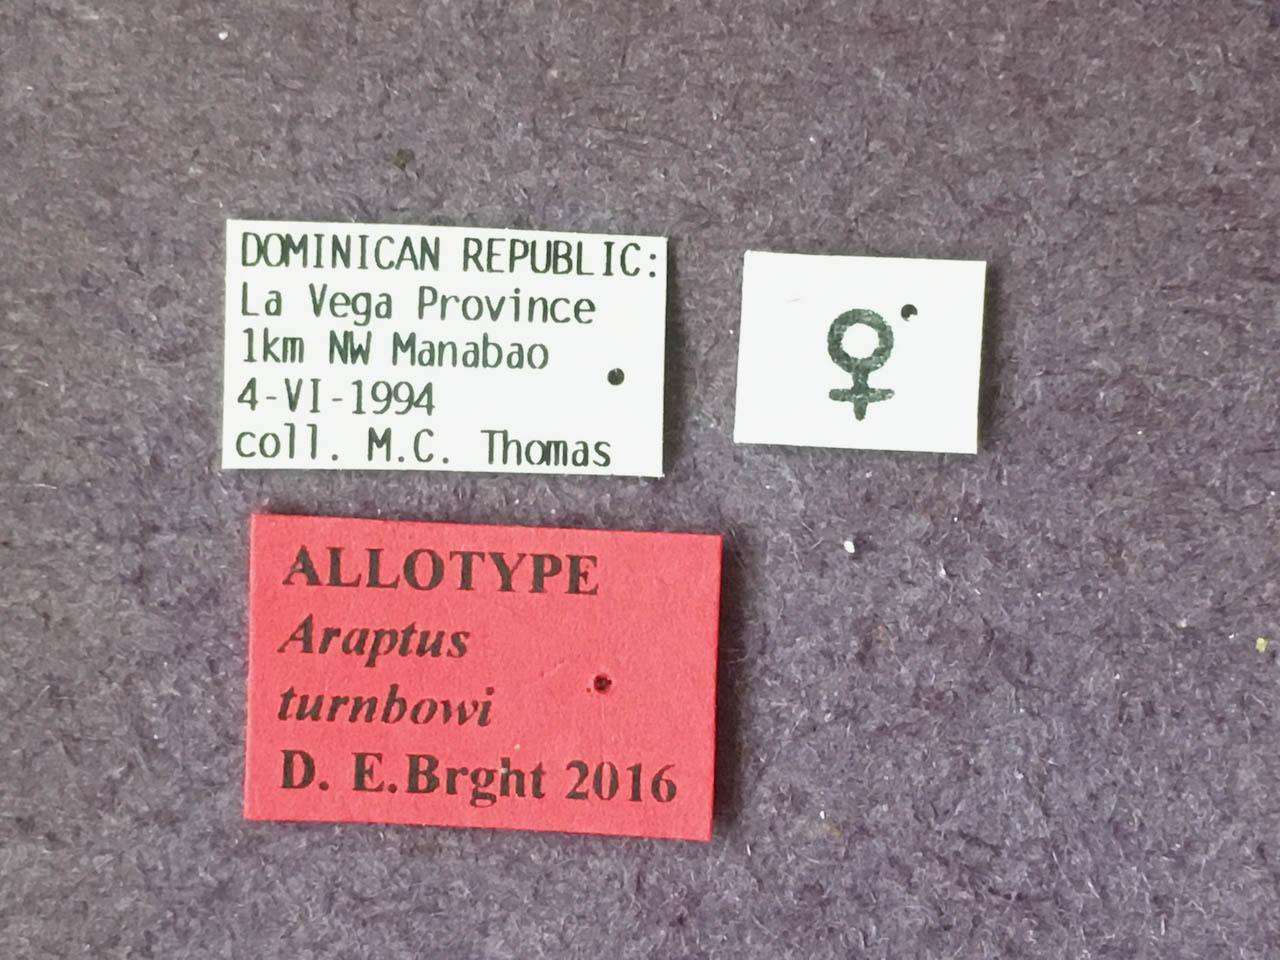 DOMINICAN REPUBLIC:
La Vega Province
1km NW Manabao
4-VI-1994
coll. M.C. Thomas
♀
ALLOTYPE
Araptus
turnbowi
D. E.Brght 2016